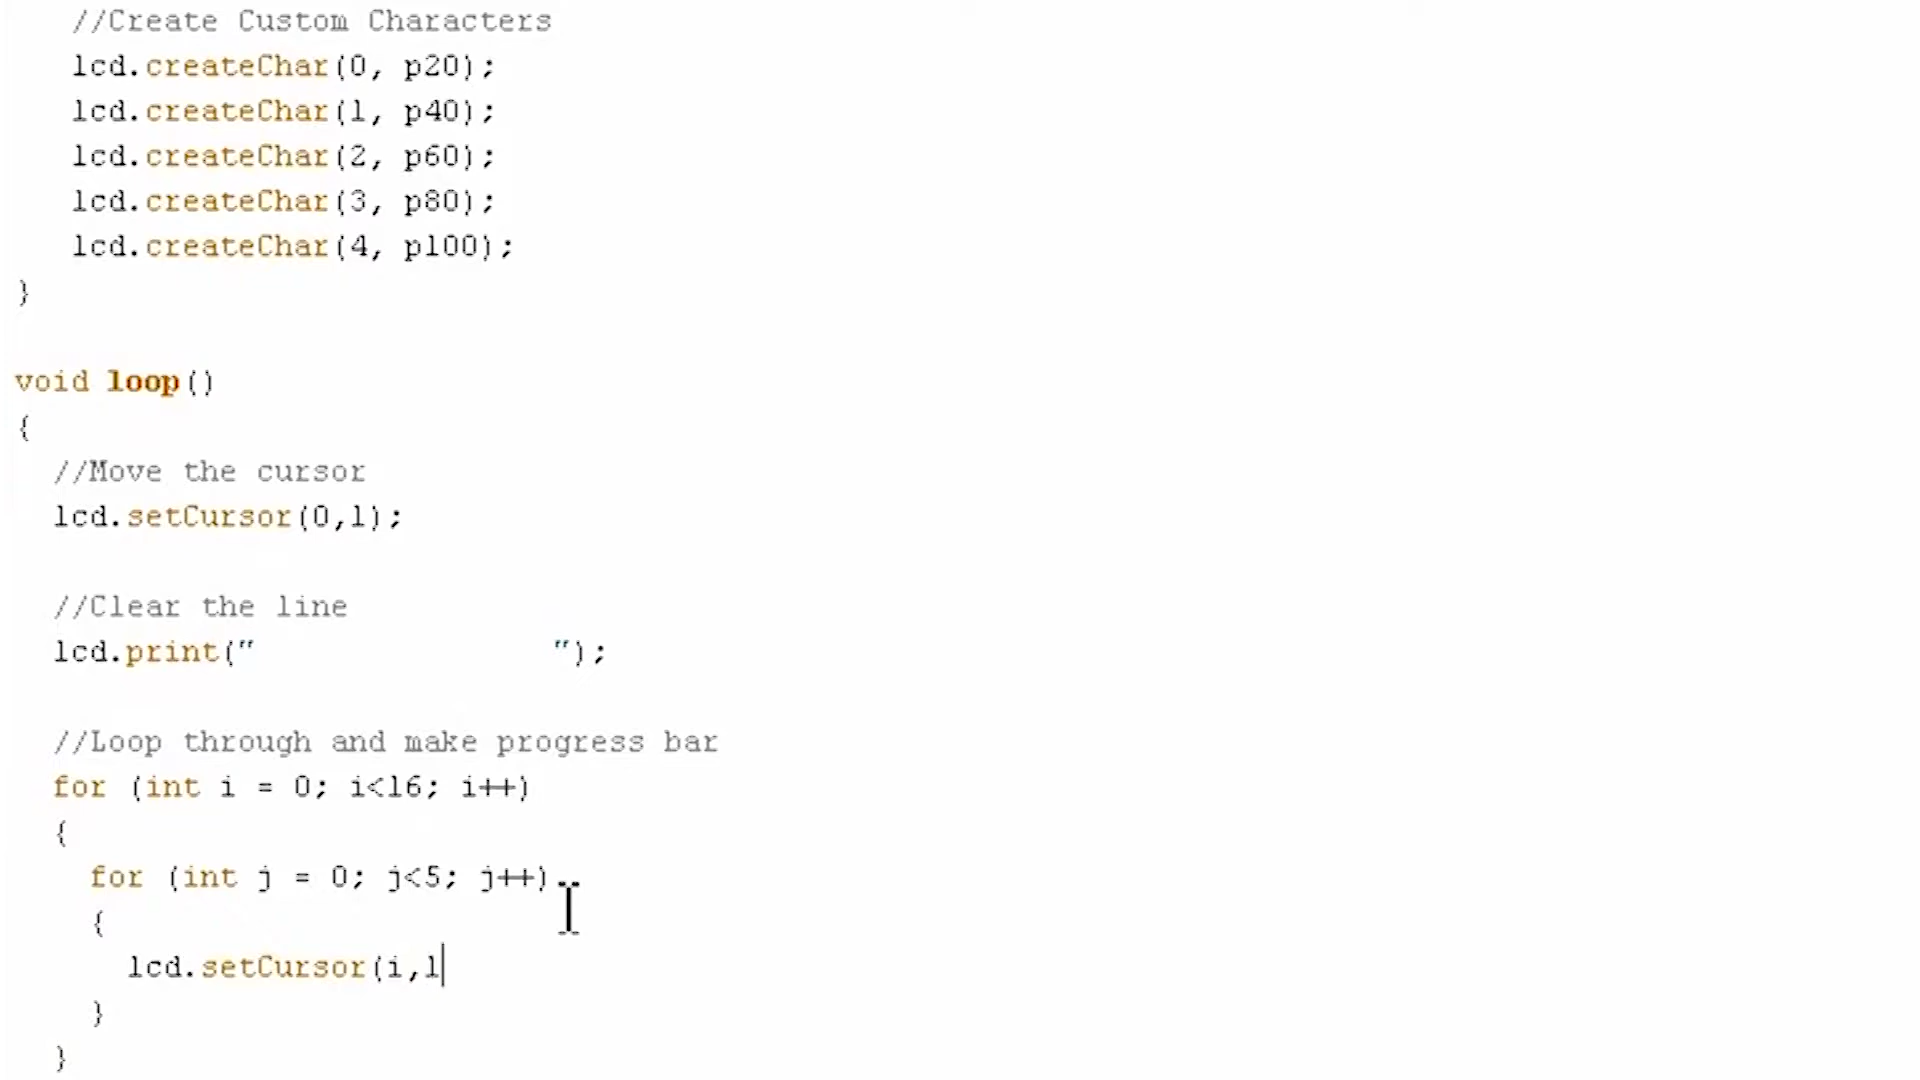 //Create Custom Characters
lcd.createChar(0, p20);
lcd.createChar(1, p40);
lcd.createChar(2, p60);
lcd.createChar(3, p80);
lcd.createChar(4, p100);
}
void loop()
{
//Move the cursor
lcd.setCursor(0,1);
//Clear the line
lcd.print("                ");
//Loop through and make progress bar
for (int i = 0; i<16; i++)
{
for (int j = 0; j<5; j++)
{
lcd.setCursor(i,1
}
}